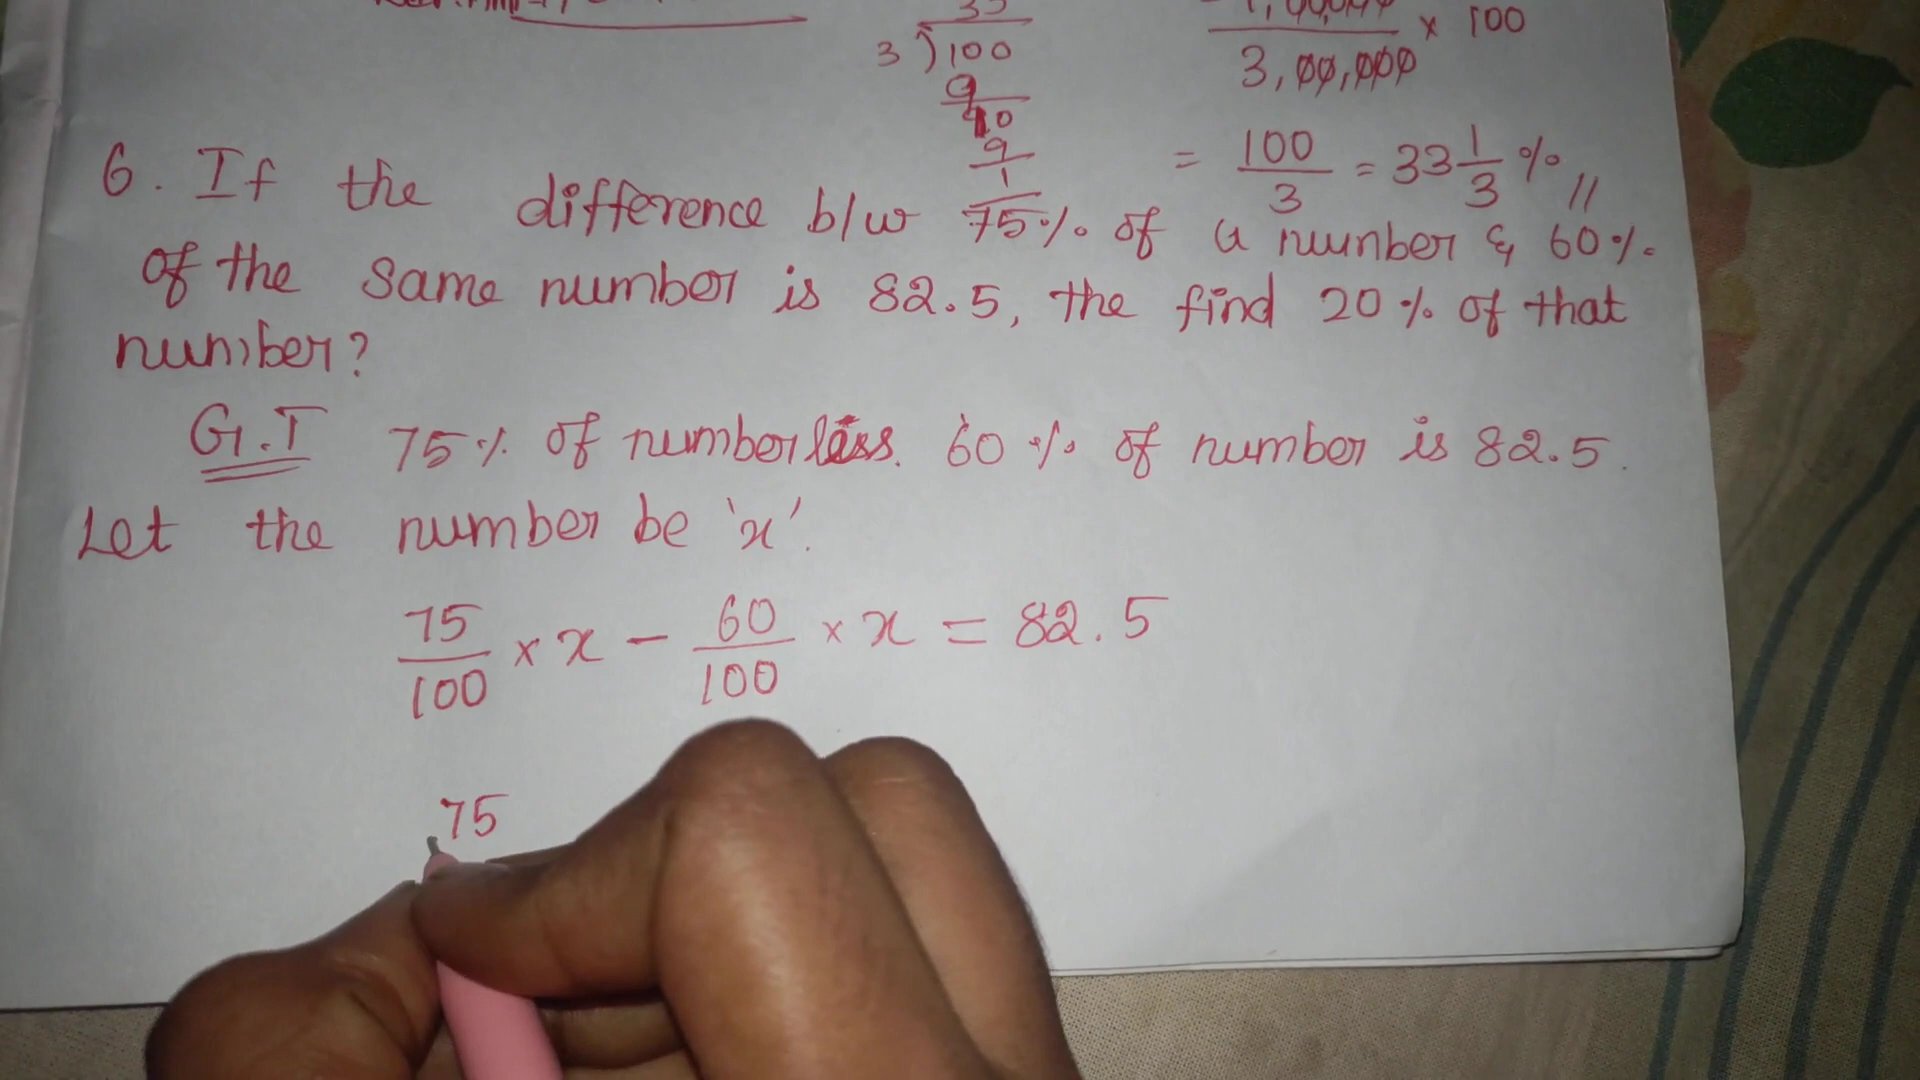 33
3)100
9
10
9
1
3,00,000 × 100
= 100/3 = 33 1/3 % //
6. If the difference b/w 75% of a number & 60%
of the same number is 82.5, the find 20% of that
number?
G.T 75% of number less 60% of number is 82.5.
Let the number be 'x'.
75/100 × x − 60/100 × x = 82.5
75